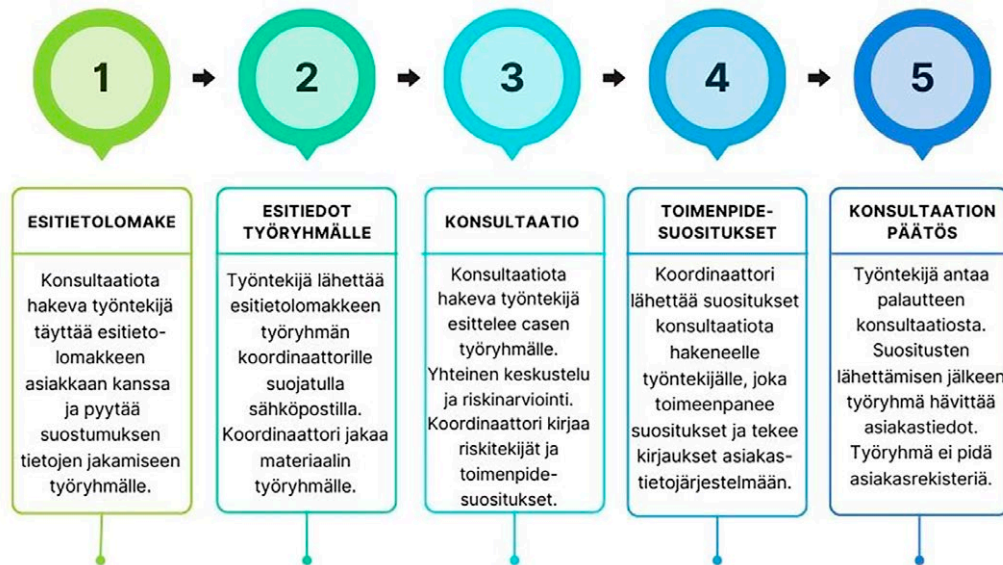 1
2
3
4
5
ESITIETOLOMAKE
Konsultaatiota
hakeva työntekijä
täyttää esitieto-
lomakkeen
asiakkaan kanssa
ja pyytää
suostumuksen
tietojen jakamiseen
työryhmälle.
ESITIEDOT
TYÖRYHMÄLLE
Työntekijä lähettää
esitietolomakkeen
työryhmän
koordinaattorille
suojatulla
sähköpostilla.
Koordinaattori jakaa
materiaalin
työryhmälle.
KONSULTAATIO
Konsultaatiota
hakeva työntekijä
esittelee casen
työryhmälle.
Yhteinen keskustelu
ja riskinarviointi.
Koordinaattori kirjaa
riskitekijät ja
toimenpide-
suositukset.
TOIMENPIDE-
SUOSITUKSET
Koordinaattori
lähettää suositukset
konsultaatiota
hakeneelle
työntekijälle, joka
toimeenpanee
suositukset ja tekee
kirjaukset asiakas-
tietojärjestelmään.
KONSULTAATION
PÄÄTÖS
Työntekijä antaa
palautteen
konsultaatiosta.
Suositusten
lähettämisen jälkeen
työryhmä hävittää
asiakastiedot.
Työryhmä ei pidä
asiakasrekisteriä.